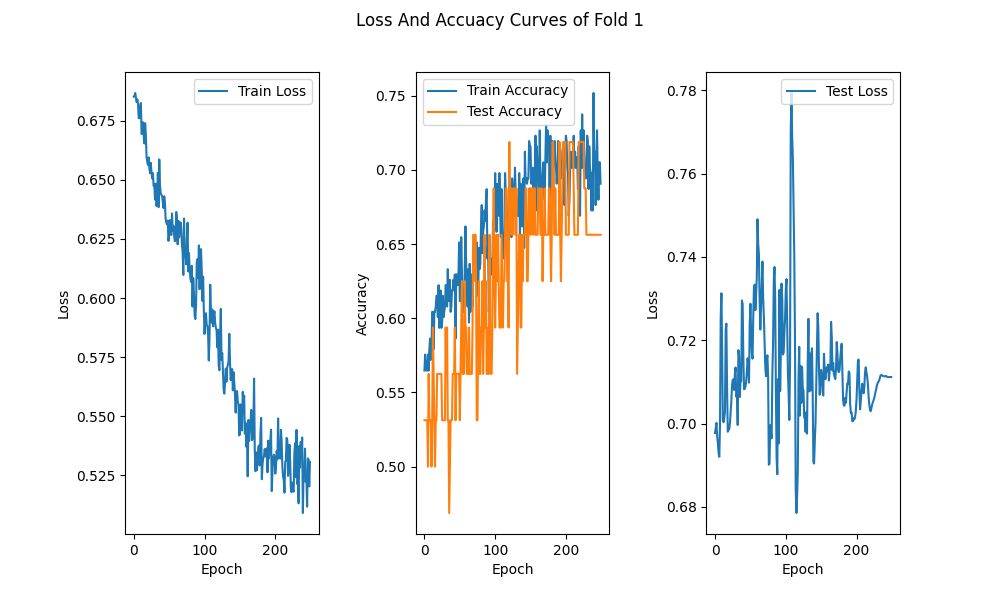 Loss And Accuacy Curves of Fold 1
Train Loss
0.675
0.650
0.625
0.600
0.575
0.550
0.525
Loss
0 100 200
Epoch
Train Accuracy
Test Accuracy
0.75
0.70
0.65
0.60
0.55
0.50
Accuracy
0 100 200
Epoch
Test Loss
0.78
0.76
0.74
0.72
0.70
0.68
Loss
0 100 200
Epoch